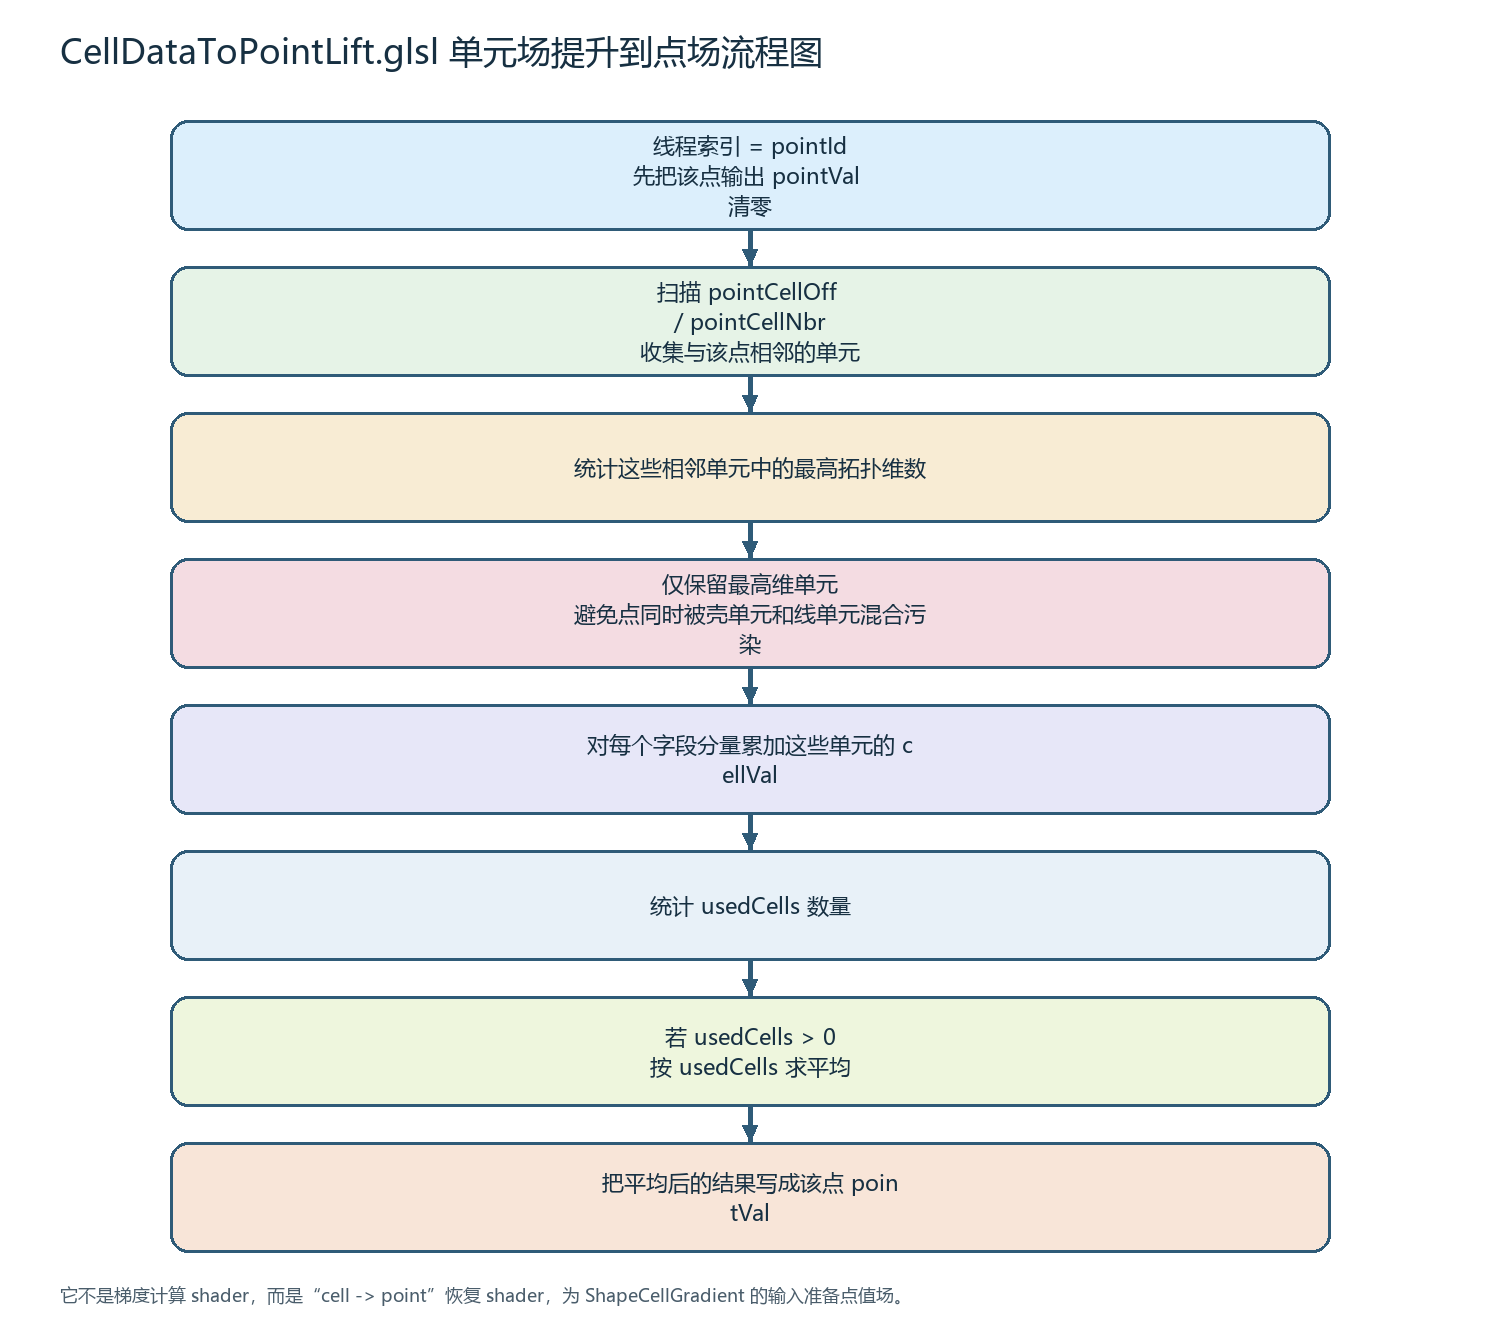 CellDataToPointLift.glsl 单元场提升到点场流程图
线程索引 = pointId
先把该点输出 pointVal
清零
扫描 pointCellOff
/ pointCellNbr
收集与该点相邻的单元
统计这些相邻单元中的最高拓扑维数
仅保留最高维单元
避免点同时被壳单元和线单元混合污
染
对每个字段分量累加这些单元的 c
ellVal
统计 usedCells 数量
若 usedCells > 0
按 usedCells 求平均
把平均后的结果写成该点 poin
tVal
它不是梯度计算 shader，而是“cell -> point”恢复 shader，为 ShapeCellGradient 的输入准备点值场。